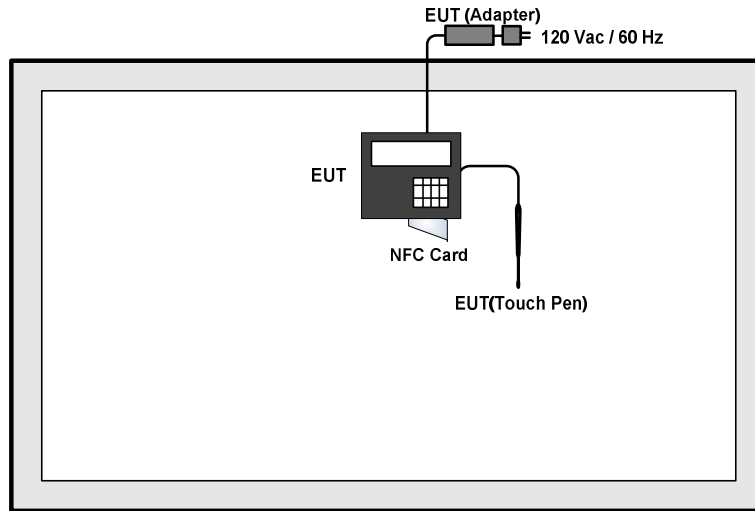 EUT (Adapter)
120 Vac / 60 Hz
EUT
NFC Card
EUT(Touch Pen)